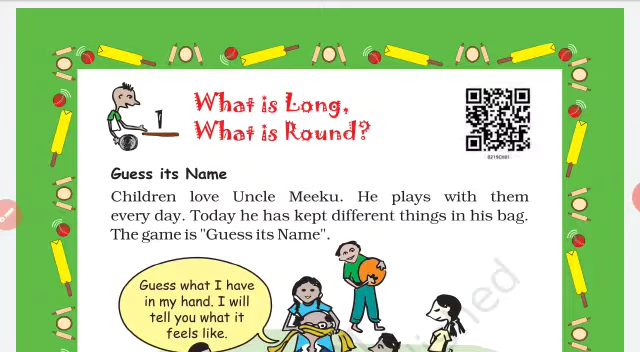 1
What is Long,
What is Round?
Guess its Name
Children love Uncle Meeku. He plays with them
every day. Today he has kept different things in his bag.
The game is "Guess its Name".
Guess what I have
in my hand. I will
tell you what it
feels like.